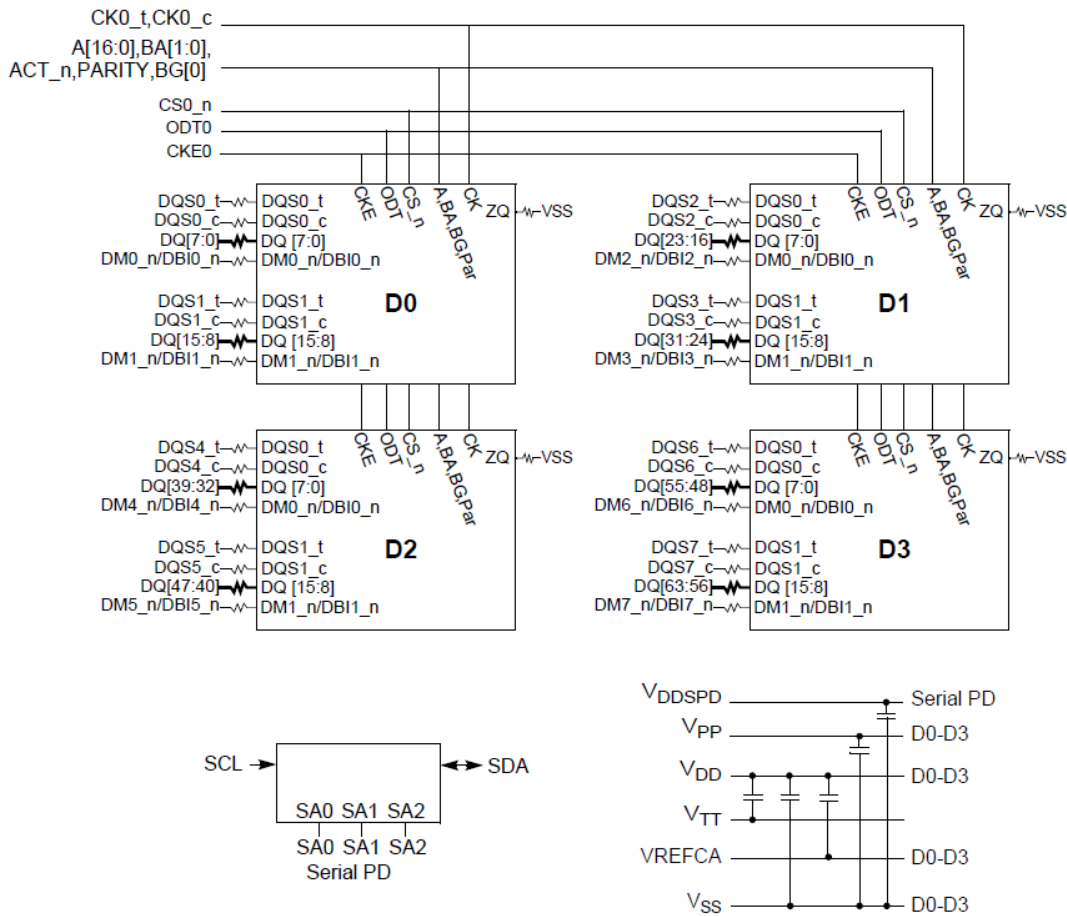 CK0_t,CK0_c
A[16:0],BA[1:0],
ACT_n,PARITY,BG[0]
CS0_n
ODT0
CKE0
CKE ODT CS_n A,BA,BG,Par CK
DQS0_t DQS0_t
DQS0_c DQS0_c
DQ[7:0] DQ [7:0]
DM0_n/DBI0_n DM0_n/DBI0_n
ZQ VSS
D0
DQS1_t DQS1_t
DQS1_c DQS1_c
DQ[15:8] DQ [15:8]
DM1_n/DBI1_n DM1_n/DBI1_n
CKE ODT CS_n A,BA,BG,Par CK
DQS2_t DQS0_t
DQS2_c DQS0_c
DQ[23:16] DQ [7:0]
DM2_n/DBI2_n DM0_n/DBI0_n
ZQ VSS
D1
DQS3_t DQS1_t
DQS3_c DQS1_c
DQ[31:24] DQ [15:8]
DM3_n/DBI3_n DM1_n/DBI1_n
CKE ODT CS_n A,BA,BG,Par CK
DQS4_t DQS0_t
DQS4_c DQS0_c
DQ[39:32] DQ [7:0]
DM4_n/DBI4_n DM0_n/DBI0_n
ZQ VSS
D2
DQS5_t DQS1_t
DQS5_c DQS1_c
DQ[47:40] DQ [15:8]
DM5_n/DBI5_n DM1_n/DBI1_n
CKE ODT CS_n A,BA,BG,Par CK
DQS6_t DQS0_t
DQS6_c DQS0_c
DQ[55:48] DQ [7:0]
DM6_n/DBI6_n DM0_n/DBI0_n
ZQ VSS
D3
DQS7_t DQS1_t
DQS7_c DQS1_c
DQ[63:56] DQ [15:8]
DM7_n/DBI7_n DM1_n/DBI1_n
SCL SDA
SA0 SA1 SA2
SA0 SA1 SA2
Serial PD
VDDSPD Serial PD
VPP D0-D3
VDD D0-D3
VTT
VREFCA D0-D3
VSS D0-D3